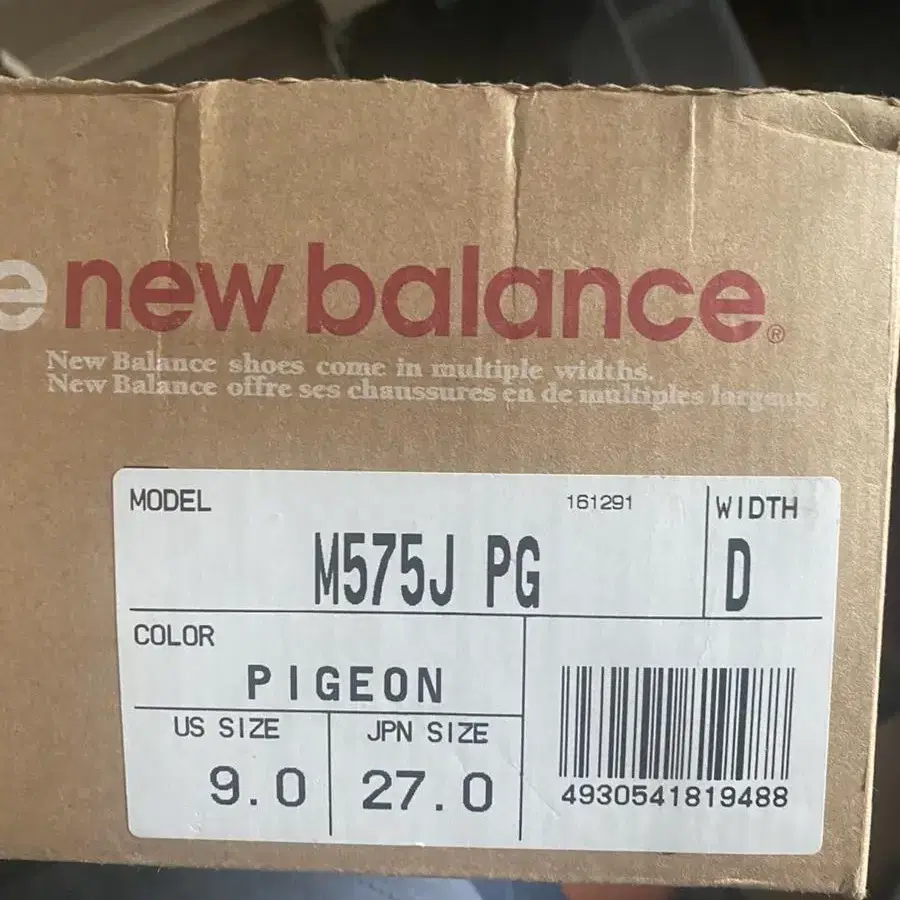 e new balance®
New Balance shoes come in multiple widths.
New Balance offre ses chaussures en de multiples largeurs
MODEL
161291
WIDTH
M575J PG
D
COLOR
PIGEON
US SIZE
JPN SIZE
9.0
27.0
4930541819488